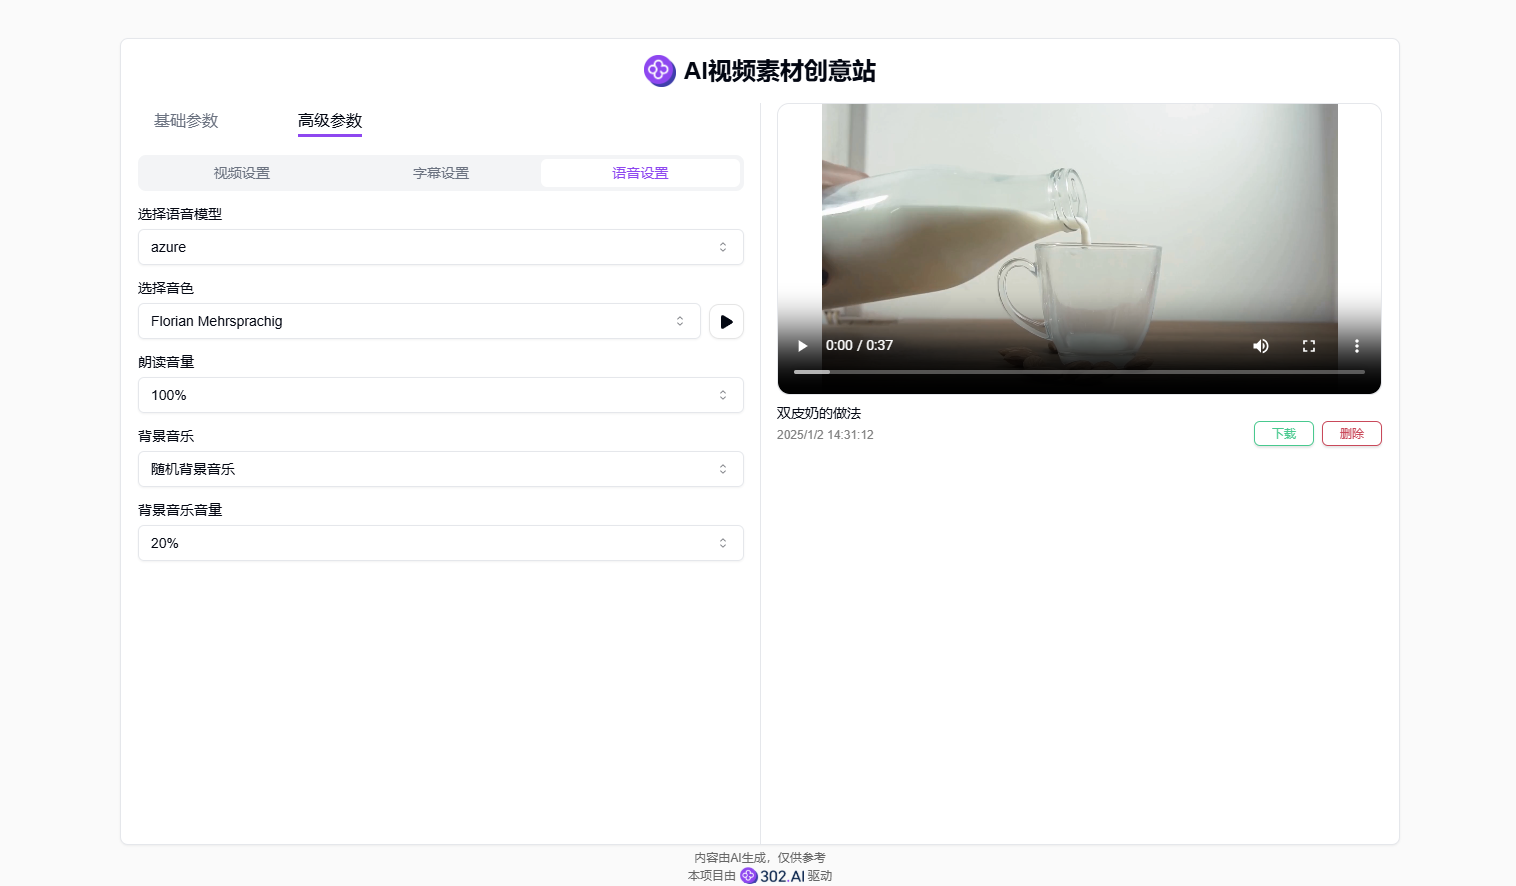 AI视频素材创意站
基础参数
高级参数
视频设置
字幕设置
语音设置
选择语音模型
azure
选择音色
Florian Mehrsprachig
朗读音量
100%
背景音乐
随机背景音乐
背景音乐音量
20%
0:00 / 0:37
双皮奶的做法
2025/1/2 14:31:12
下载
删除
内容由AI生成，仅供参考
本项目由 302.AI 驱动